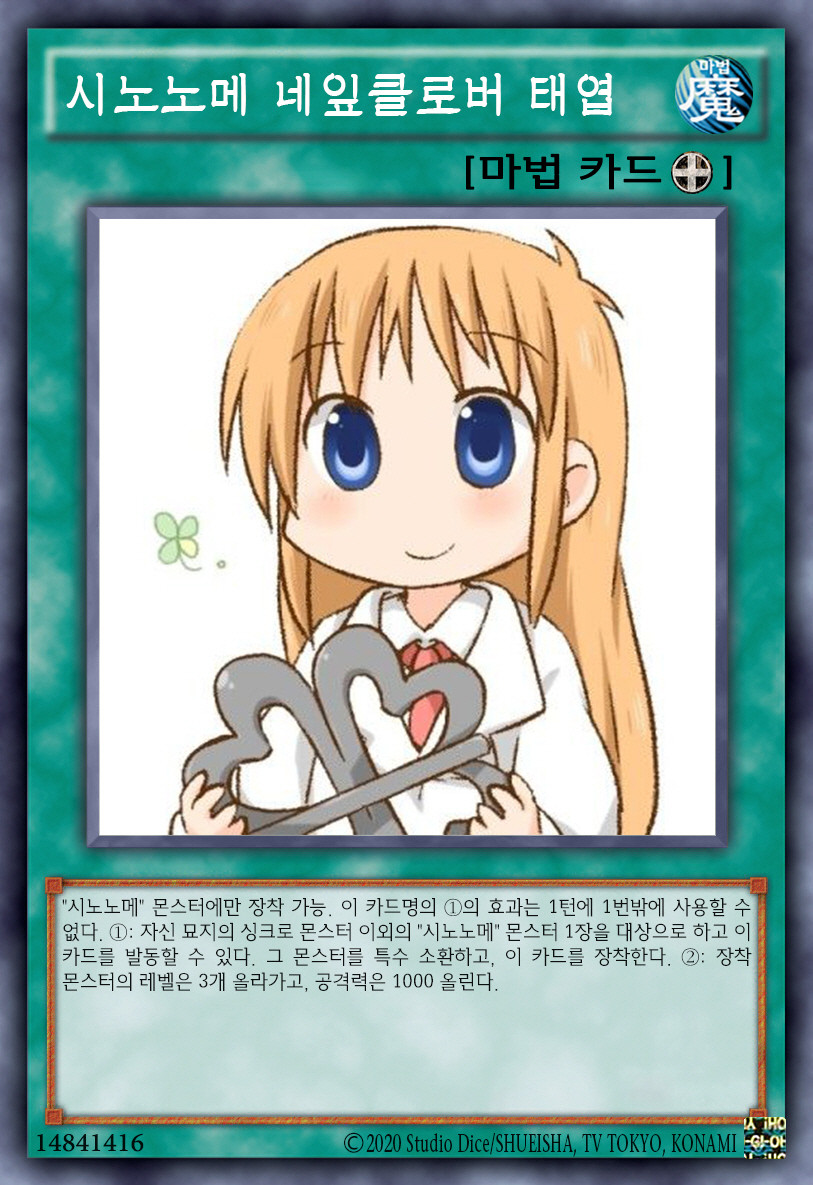 시노노메 네잎클로버 태엽
마법
魔
[마법 카드]
"시노노메" 몬스터에만 장착 가능. 이 카드명의 ①의 효과는 1턴에 1번밖에 사용할 수
없다. ①: 자신 묘지의 싱크로 몬스터 이외의 "시노노메" 몬스터 1장을 대상으로 하고 이
카드를 발동할 수 있다. 그 몬스터를 특수 소환하고, 이 카드를 장착한다. ②: 장착
몬스터의 레벨은 3개 올라가고, 공격력은 1000 올린다.
14841416
©2020 Studio Dice/SHUEISHA, TV TOKYO, KONAMI